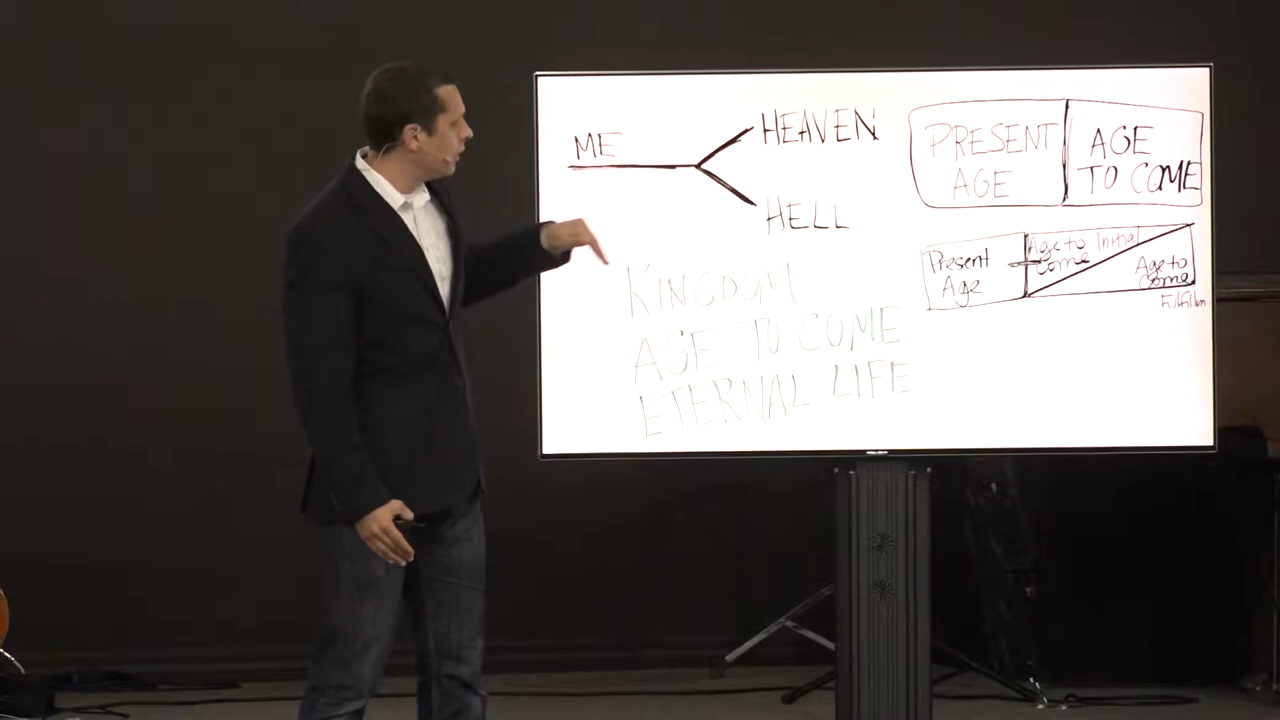 ME
HEAVEN
HELL
KINGDOM
AGE TO COME
ETERNAL LIFE
PRESENT
AGE
AGE
TO COME
Present
Age
Age to Initial
Come
Age to
Come